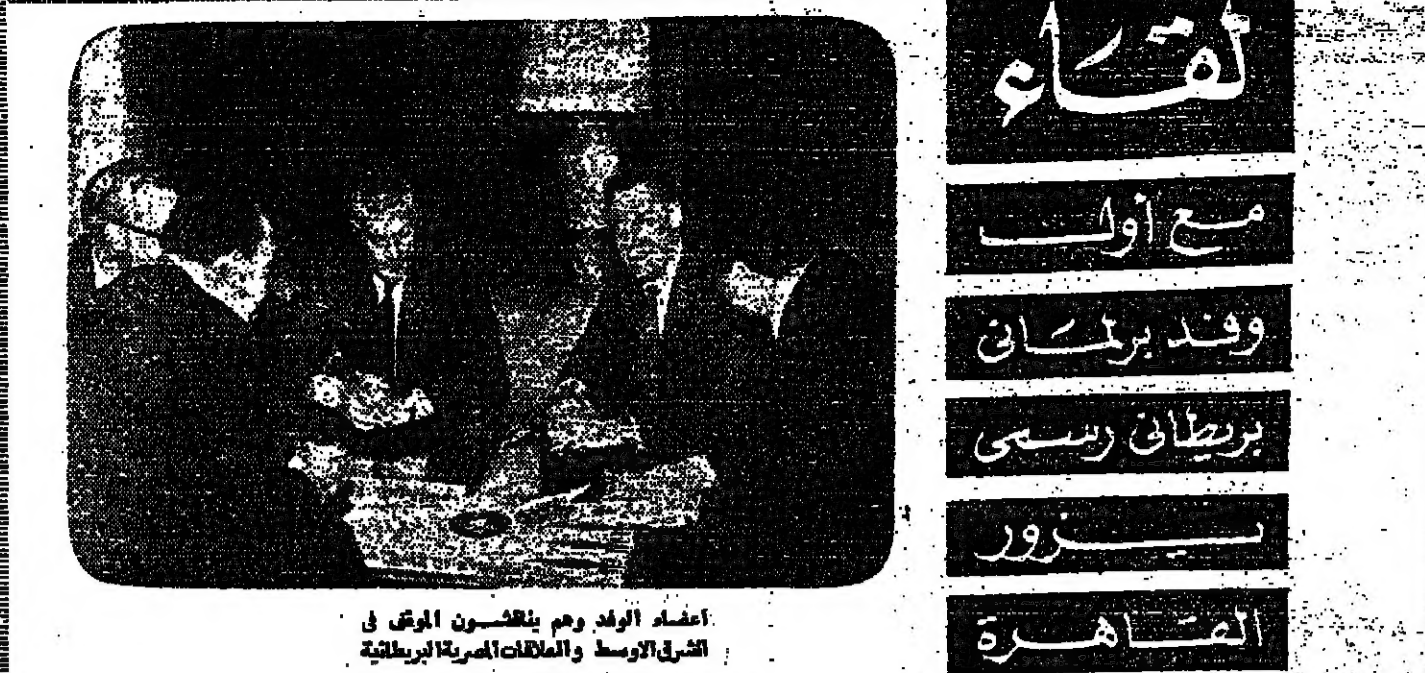 لقاء
مع أول
وفد برلمانى
بريطانى رسمى
يزور
القاهرة
أعضاء الوفد وهم يناقشون الموقف فى
الشرق الاوسط والعلاقات المصرية البريطانية